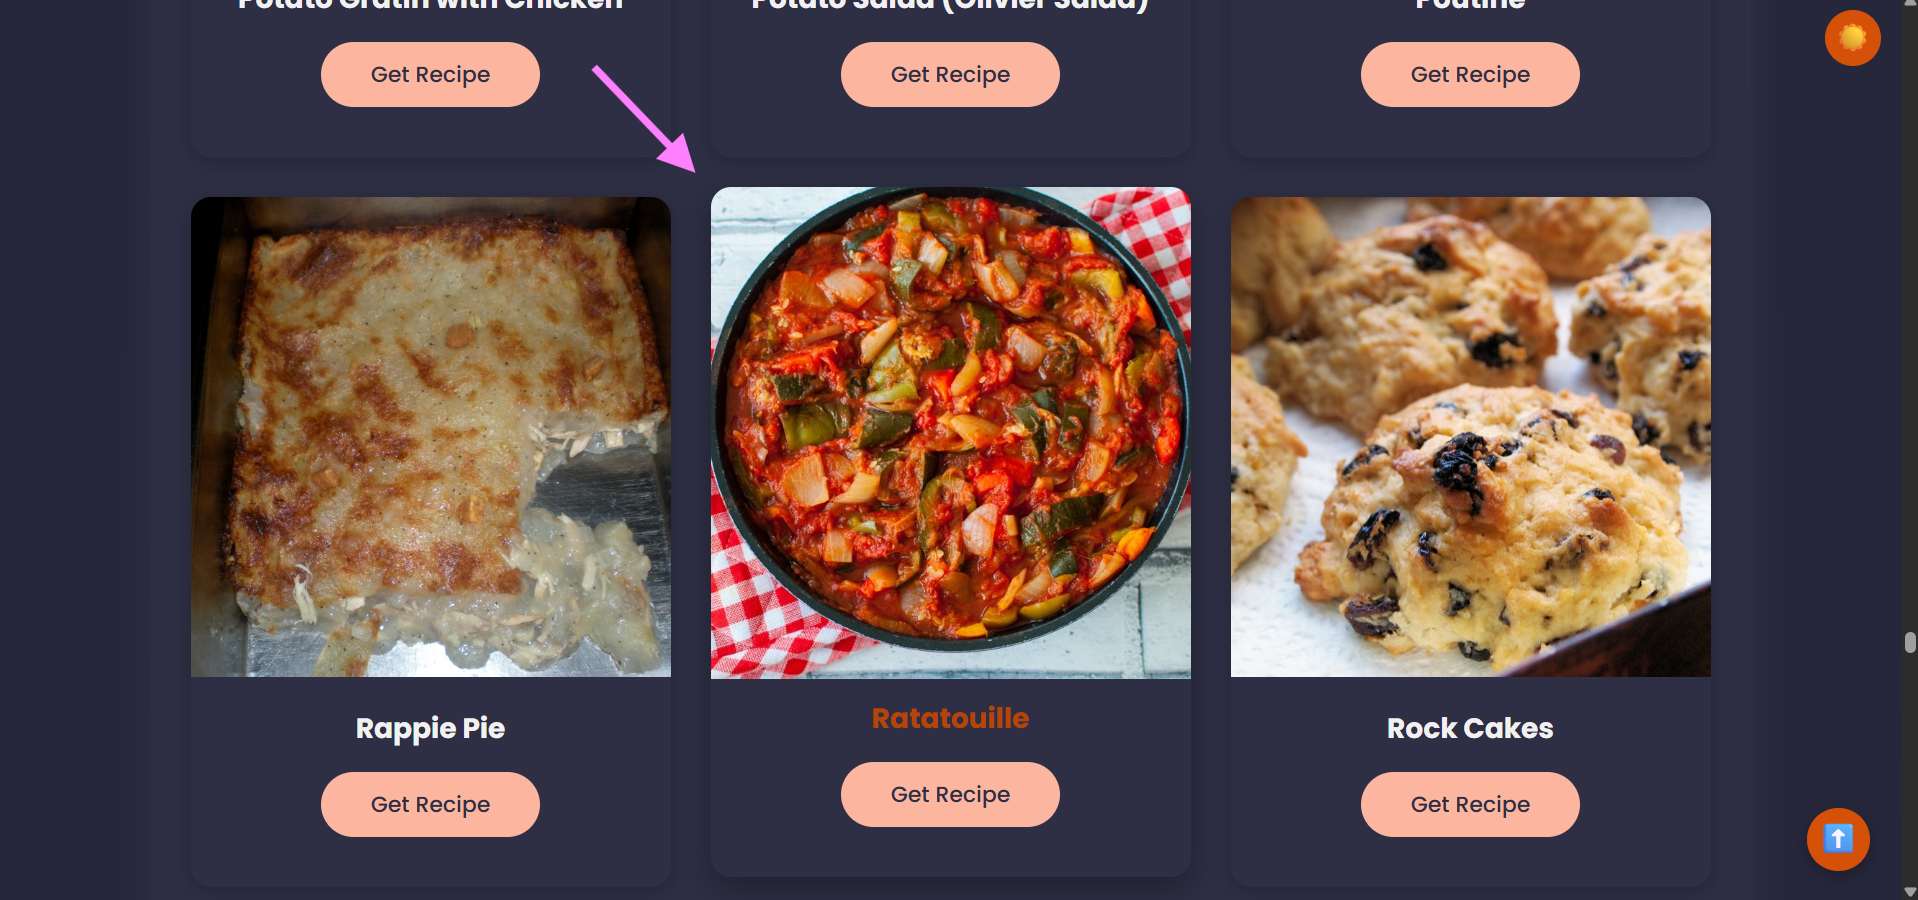 Potato Gratin with Chicken
Potato Salad (Olivier Salad)
Poutine
Get Recipe
Get Recipe
Get Recipe
Rappie Pie
Ratatouille
Rock Cakes
Get Recipe
Get Recipe
Get Recipe